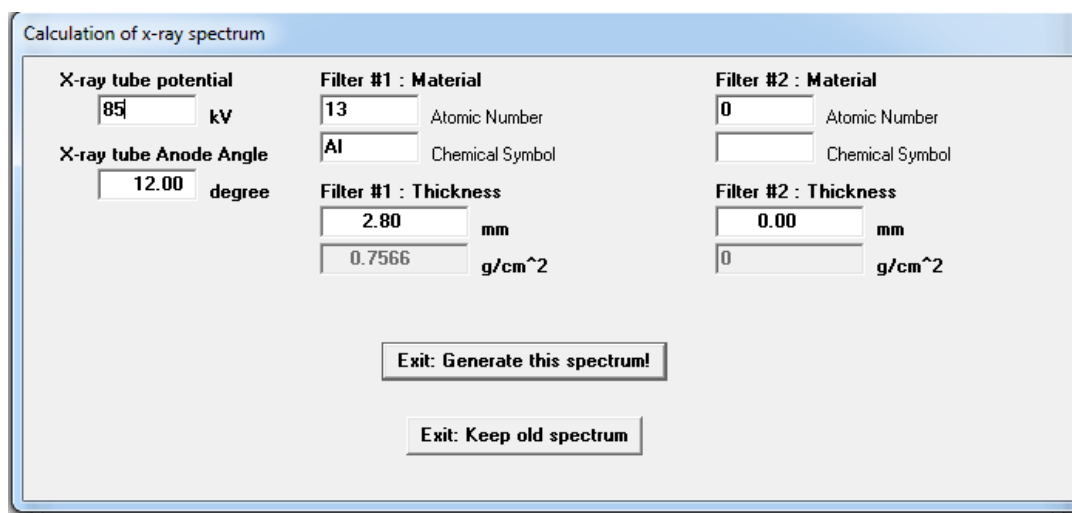 Calculation of x-ray spectrum
X-ray tube potential
85 kV
X-ray tube Anode Angle
12.00 degree
Filter #1 : Material
13 Atomic Number
Al Chemical Symbol
Filter #1 : Thickness
2.80 mm
0.7566 g/cm^2
Filter #2 : Material
0 Atomic Number
Chemical Symbol
Filter #2 : Thickness
0.00 mm
0 g/cm^2
Exit: Generate this spectrum!
Exit: Keep old spectrum